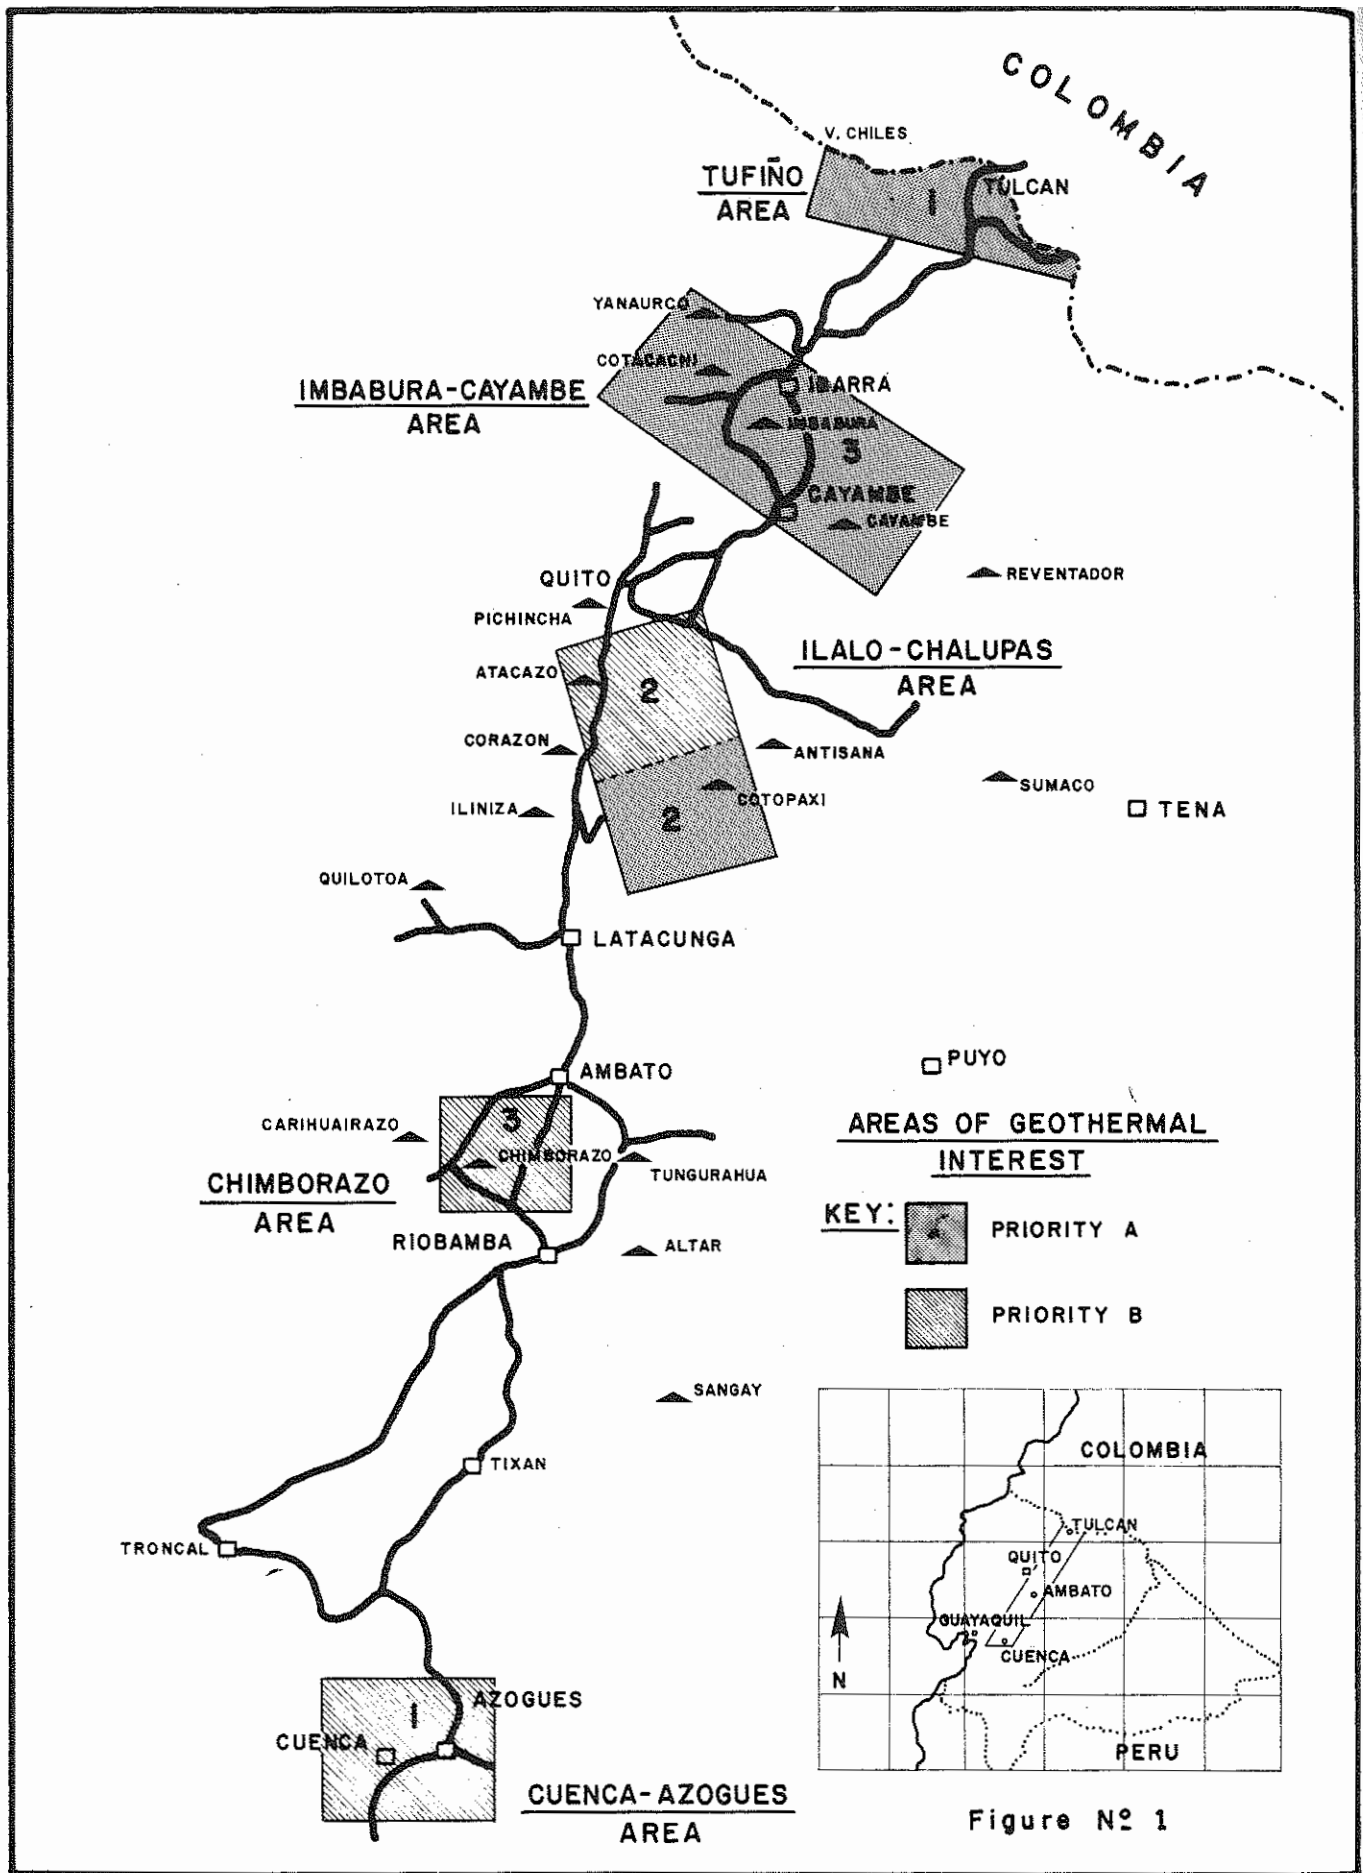 COLOMBIA
V. CHILES
TUFIÑO
AREA
1
TULCAN
YANAURCO
COTACACHI
IMBABURA-CAYAMBE
AREA
IBARRA
IMBABURA
3
CAYAMBE
CAYAMBE
REVENTADOR
QUITO
PICHINCHA
ILALO-CHALUPAS
AREA
ATACAZO
2
CORAZON
ANTISANA
SUMACO
ILINIZA
COTOPAXI
2
TENA
QUILOTOA
LATACUNGA
PUYO
AMBATO
3
CARIHUAIRAZO
CHIMBORAZO
TUNGURAHUA
CHIMBORAZO
AREA
RIOBAMBA
ALTAR
SANGAY
TIXAN
TRONCAL
AZOGUES
1
CUENCA
CUENCA-AZOGUES
AREA
AREAS OF GEOTHERMAL
INTEREST
KEY:
PRIORITY A
PRIORITY B
COLOMBIA
TULCAN
QUITO
AMBATO
GUAYAQUIL
CUENCA
N
PERU
Figure Nº 1